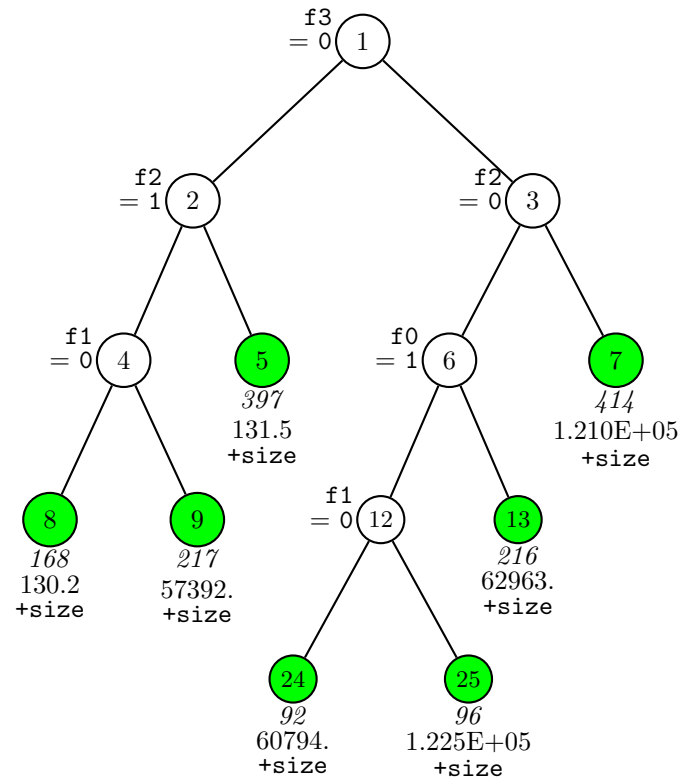 f3
= 0
1
f2
= 1
2
f2
= 0
3
f1
= 0
4
5
397
131.5
+size
f0
= 1
6
7
414
1.210E+05
+size
8
168
130.2
+size
9
217
57392.
+size
f1
= 0
12
13
216
62963.
+size
24
92
60794.
+size
25
96
1.225E+05
+size